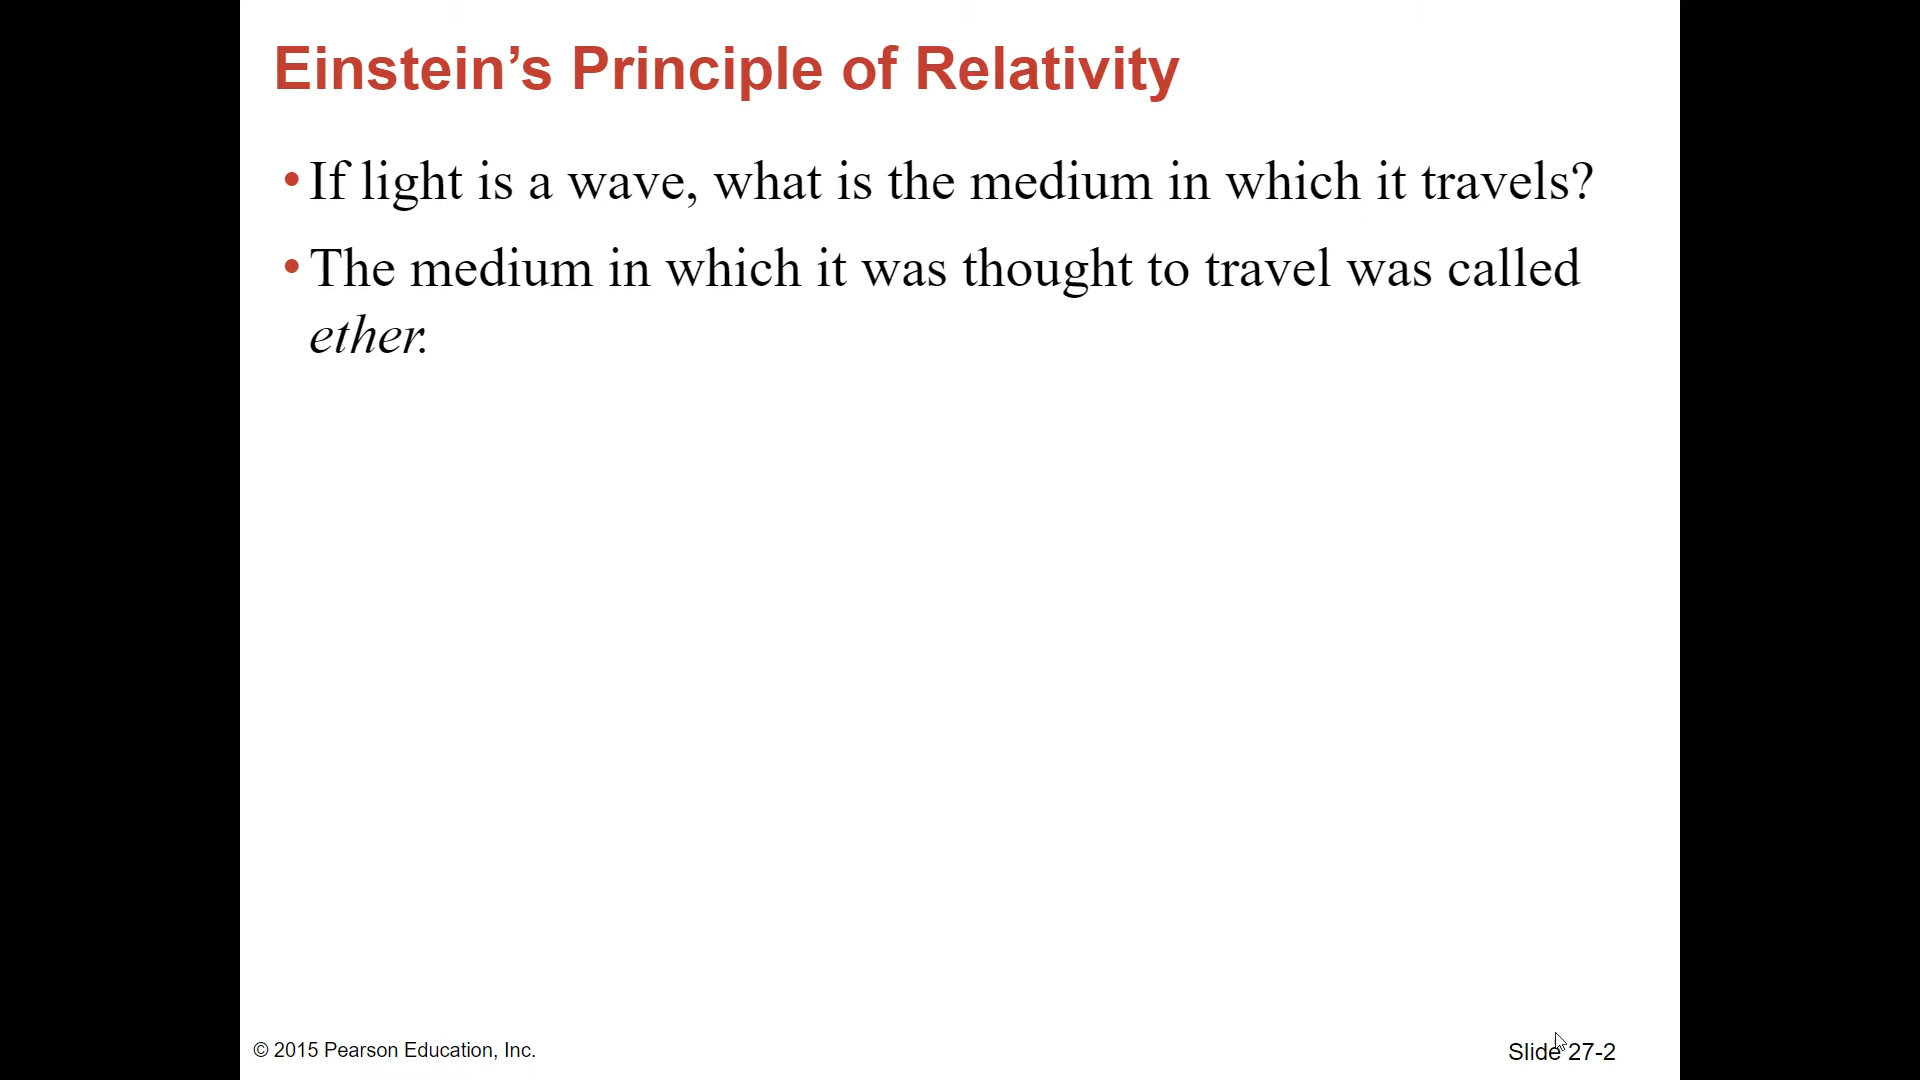 Einstein’s Principle of Relativity
• If light is a wave, what is the medium in which it travels?
• The medium in which it was thought to travel was called
ether.
© 2015 Pearson Education, Inc.
Slide 27-2